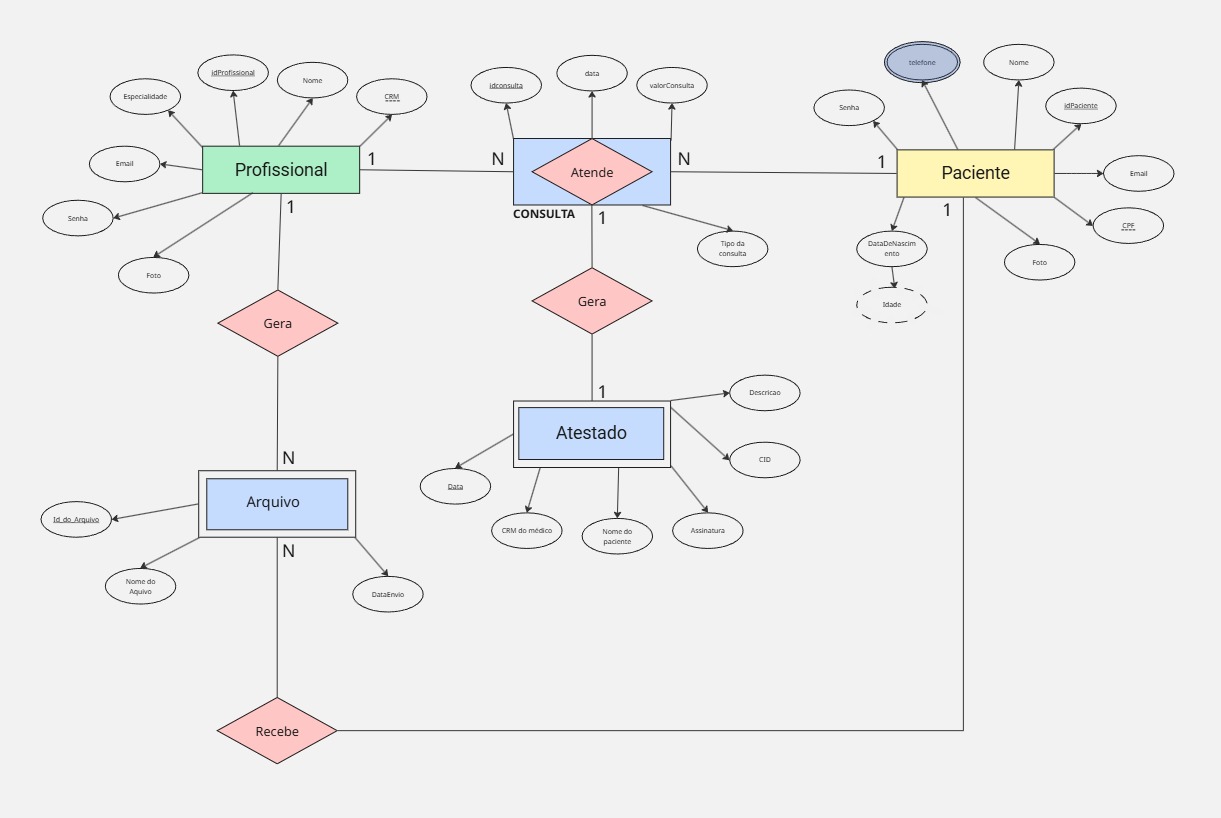 telefone
Nome
idProfissional
Nome
Especialidade
CRM
idconsulta
data
valorConsulta
Senha
idPaciente
Email
Profissional
1
N
Atende
N
1
Paciente
Email
Senha
1
CONSULTA
1
1
CPF
Foto
Tipo da
consulta
DataDeNascim
ento
Foto
Idade
Gera
Gera
1
Descricao
Atestado
N
CID
Data
Arquivo
Id_do_Arquivo
CRM do médico
Nome do
paciente
Assinatura
N
Nome do
Aquivo
DataEnvio
Recebe